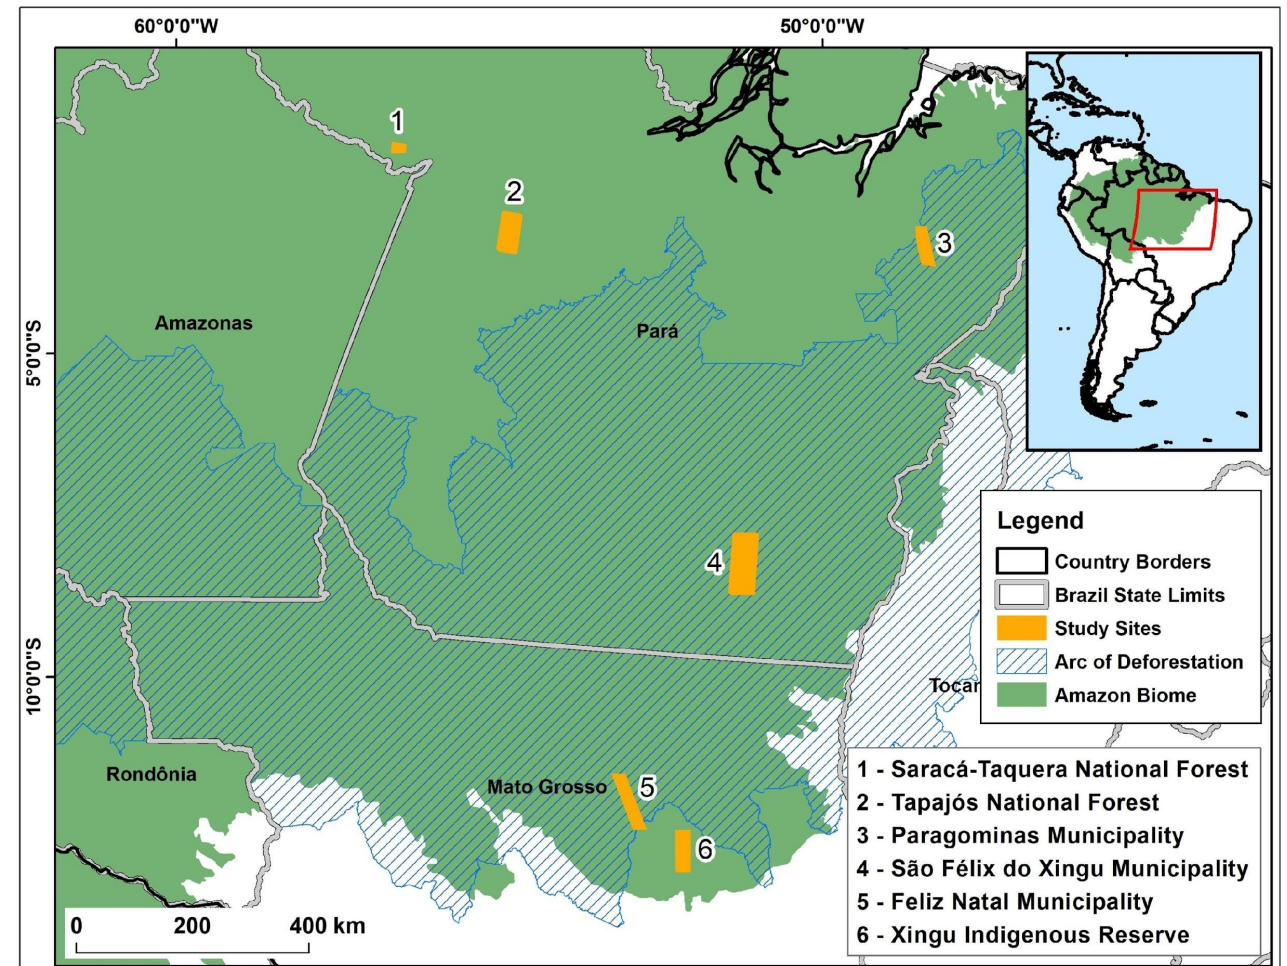 60°0'0"W
50°0'0"W
1
2
3
Amazonas
Pará
5°0'0"S
4
10°0'0"S
Tocan
Rondônia
Mato Grosso
5
6
0 200 400 km
Legend
Country Borders
Brazil State Limits
Study Sites
Arc of Deforestation
Amazon Biome
1 - Saracá-Taquera National Forest
2 - Tapajós National Forest
3 - Paragominas Municipality
4 - São Félix do Xingu Municipality
5 - Feliz Natal Municipality
6 - Xingu Indigenous Reserve